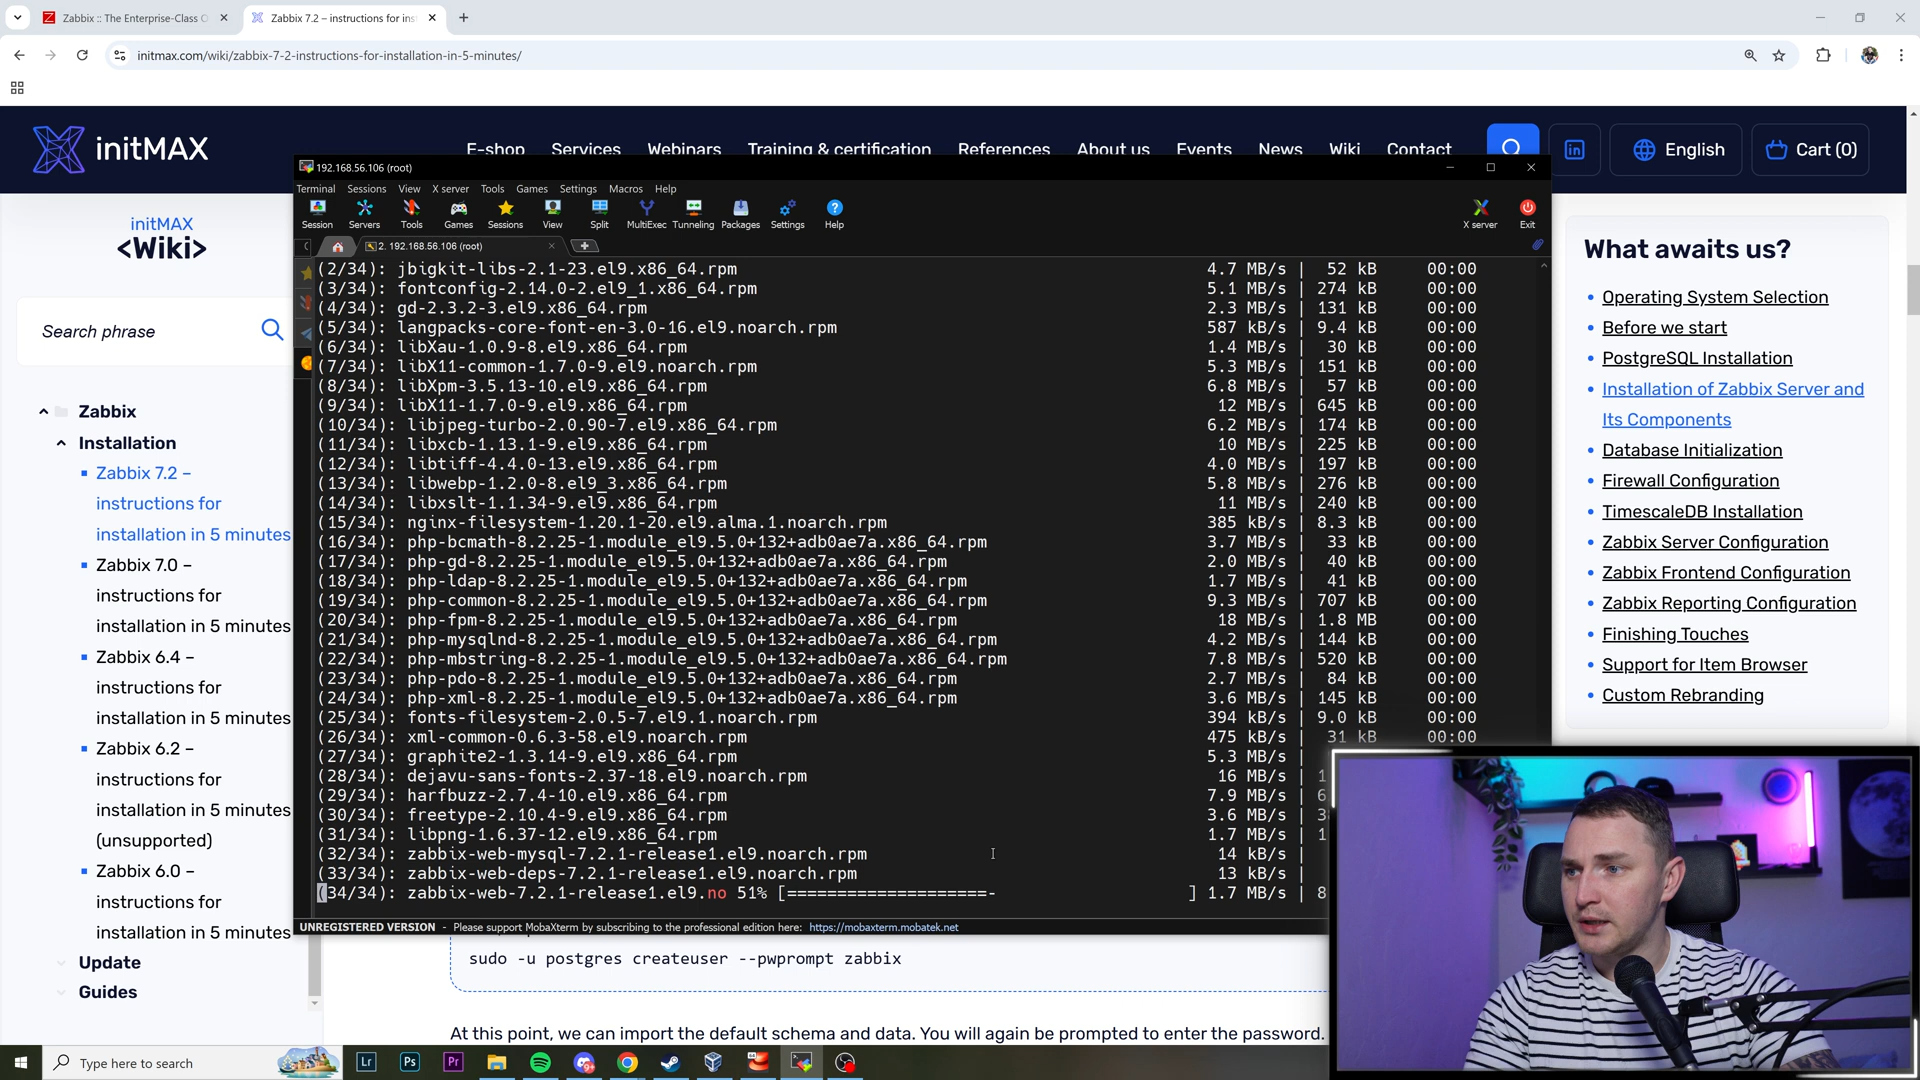 Zabbix :: The Enterprise-Class O
Zabbix 7.2 – instructions for ins
initmax.com/wiki/zabbix-7-2-instructions-for-installation-in-5-minutes/
initMAX
E-shop Services Webinars Training & certification References About us Events News Wiki Contact
English
Cart (0)
192.168.56.106 (root)
Terminal Sessions View X server Tools Games Settings Macros Help
Session Servers Tools Games Sessions View Split MultiExec Tunneling Packages Settings Help
X server Exit
2. 192.168.56.106 (root)
(2/34): jbigkit-libs-2.1-23.el9.x86_64.rpm 4.7 MB/s | 52 kB 00:00
(3/34): fontconfig-2.14.0-2.el9_1.x86_64.rpm 5.1 MB/s | 274 kB 00:00
(4/34): gd-2.3.2-3.el9.x86_64.rpm 2.3 MB/s | 131 kB 00:00
(5/34): langpacks-core-font-en-3.0-16.el9.noarch.rpm 587 kB/s | 9.4 kB 00:00
(6/34): libXau-1.0.9-8.el9.x86_64.rpm 1.4 MB/s | 30 kB 00:00
(7/34): libX11-common-1.7.0-9.el9.noarch.rpm 5.3 MB/s | 151 kB 00:00
(8/34): libXpm-3.5.13-10.el9.x86_64.rpm 6.8 MB/s | 57 kB 00:00
(9/34): libX11-1.7.0-9.el9.x86_64.rpm 12 MB/s | 645 kB 00:00
(10/34): libjpeg-turbo-2.0.90-7.el9.x86_64.rpm 6.2 MB/s | 174 kB 00:00
(11/34): libxcb-1.13.1-9.el9.x86_64.rpm 10 MB/s | 225 kB 00:00
(12/34): libtiff-4.4.0-13.el9.x86_64.rpm 4.0 MB/s | 197 kB 00:00
(13/34): libwebp-1.2.0-8.el9_3.x86_64.rpm 5.8 MB/s | 276 kB 00:00
(14/34): libxslt-1.1.34-9.el9.x86_64.rpm 11 MB/s | 240 kB 00:00
(15/34): nginx-filesystem-1.20.1-20.el9.alma.1.noarch.rpm 385 kB/s | 8.3 kB 00:00
(16/34): php-bcmath-8.2.25-1.module_el9.5.0+132+adb0ae7a.x86_64.rpm 3.7 MB/s | 33 kB 00:00
(17/34): php-gd-8.2.25-1.module_el9.5.0+132+adb0ae7a.x86_64.rpm 2.0 MB/s | 40 kB 00:00
(18/34): php-ldap-8.2.25-1.module_el9.5.0+132+adb0ae7a.x86_64.rpm 1.7 MB/s | 41 kB 00:00
(19/34): php-common-8.2.25-1.module_el9.5.0+132+adb0ae7a.x86_64.rpm 9.3 MB/s | 707 kB 00:00
(20/34): php-fpm-8.2.25-1.module_el9.5.0+132+adb0ae7a.x86_64.rpm 18 MB/s | 1.8 MB 00:00
(21/34): php-mysqlnd-8.2.25-1.module_el9.5.0+132+adb0ae7a.x86_64.rpm 4.2 MB/s | 144 kB 00:00
(22/34): php-mbstring-8.2.25-1.module_el9.5.0+132+adb0ae7a.x86_64.rpm 7.8 MB/s | 520 kB 00:00
(23/34): php-pdo-8.2.25-1.module_el9.5.0+132+adb0ae7a.x86_64.rpm 2.7 MB/s | 84 kB 00:00
(24/34): php-xml-8.2.25-1.module_el9.5.0+132+adb0ae7a.x86_64.rpm 3.6 MB/s | 145 kB 00:00
(25/34): fonts-filesystem-2.0.5-7.el9.1.noarch.rpm 394 kB/s | 9.0 kB 00:00
(26/34): xml-common-0.6.3-58.el9.noarch.rpm 475 kB/s | 31 kB 00:00
(27/34): graphite2-1.3.14-9.el9.x86_64.rpm 5.3 MB/s |
(28/34): dejavu-sans-fonts-2.37-18.el9.noarch.rpm 16 MB/s | 1
(29/34): harfbuzz-2.7.4-10.el9.x86_64.rpm 7.9 MB/s | 6
(30/34): freetype-2.10.4-9.el9.x86_64.rpm 3.6 MB/s | 3
(31/34): libpng-1.6.37-12.el9.x86_64.rpm 1.7 MB/s | 1
(32/34): zabbix-web-mysql-7.2.1-release1.el9.noarch.rpm 14 kB/s |
(33/34): zabbix-web-deps-7.2.1-release1.el9.noarch.rpm 13 kB/s |
(34/34): zabbix-web-7.2.1-release1.el9.no 51% [====================- ] 1.7 MB/s | 8
UNREGISTERED VERSION - Please support MobaXterm by subscribing to the professional edition here: https://mobaxterm.mobatek.net
initMAX
<Wiki>
Search phrase
Zabbix
Installation
Zabbix 7.2 –
instructions for
installation in 5 minutes
Zabbix 7.0 –
instructions for
installation in 5 minutes
Zabbix 6.4 –
instructions for
installation in 5 minutes
Zabbix 6.2 –
instructions for
installation in 5 minutes
(unsupported)
Zabbix 6.0 –
instructions for
installation in 5 minutes
Update
Guides
What awaits us?
Operating System Selection
Before we start
PostgreSQL Installation
Installation of Zabbix Server and
Its Components
Database Initialization
Firewall Configuration
TimescaleDB Installation
Zabbix Server Configuration
Zabbix Frontend Configuration
Zabbix Reporting Configuration
Finishing Touches
Support for Item Browser
Custom Rebranding
sudo -u postgres createuser --pwprompt zabbix
At this point, we can import the default schema and data. You will again be prompted to enter the password.
Type here to search
Lr Ps Pr